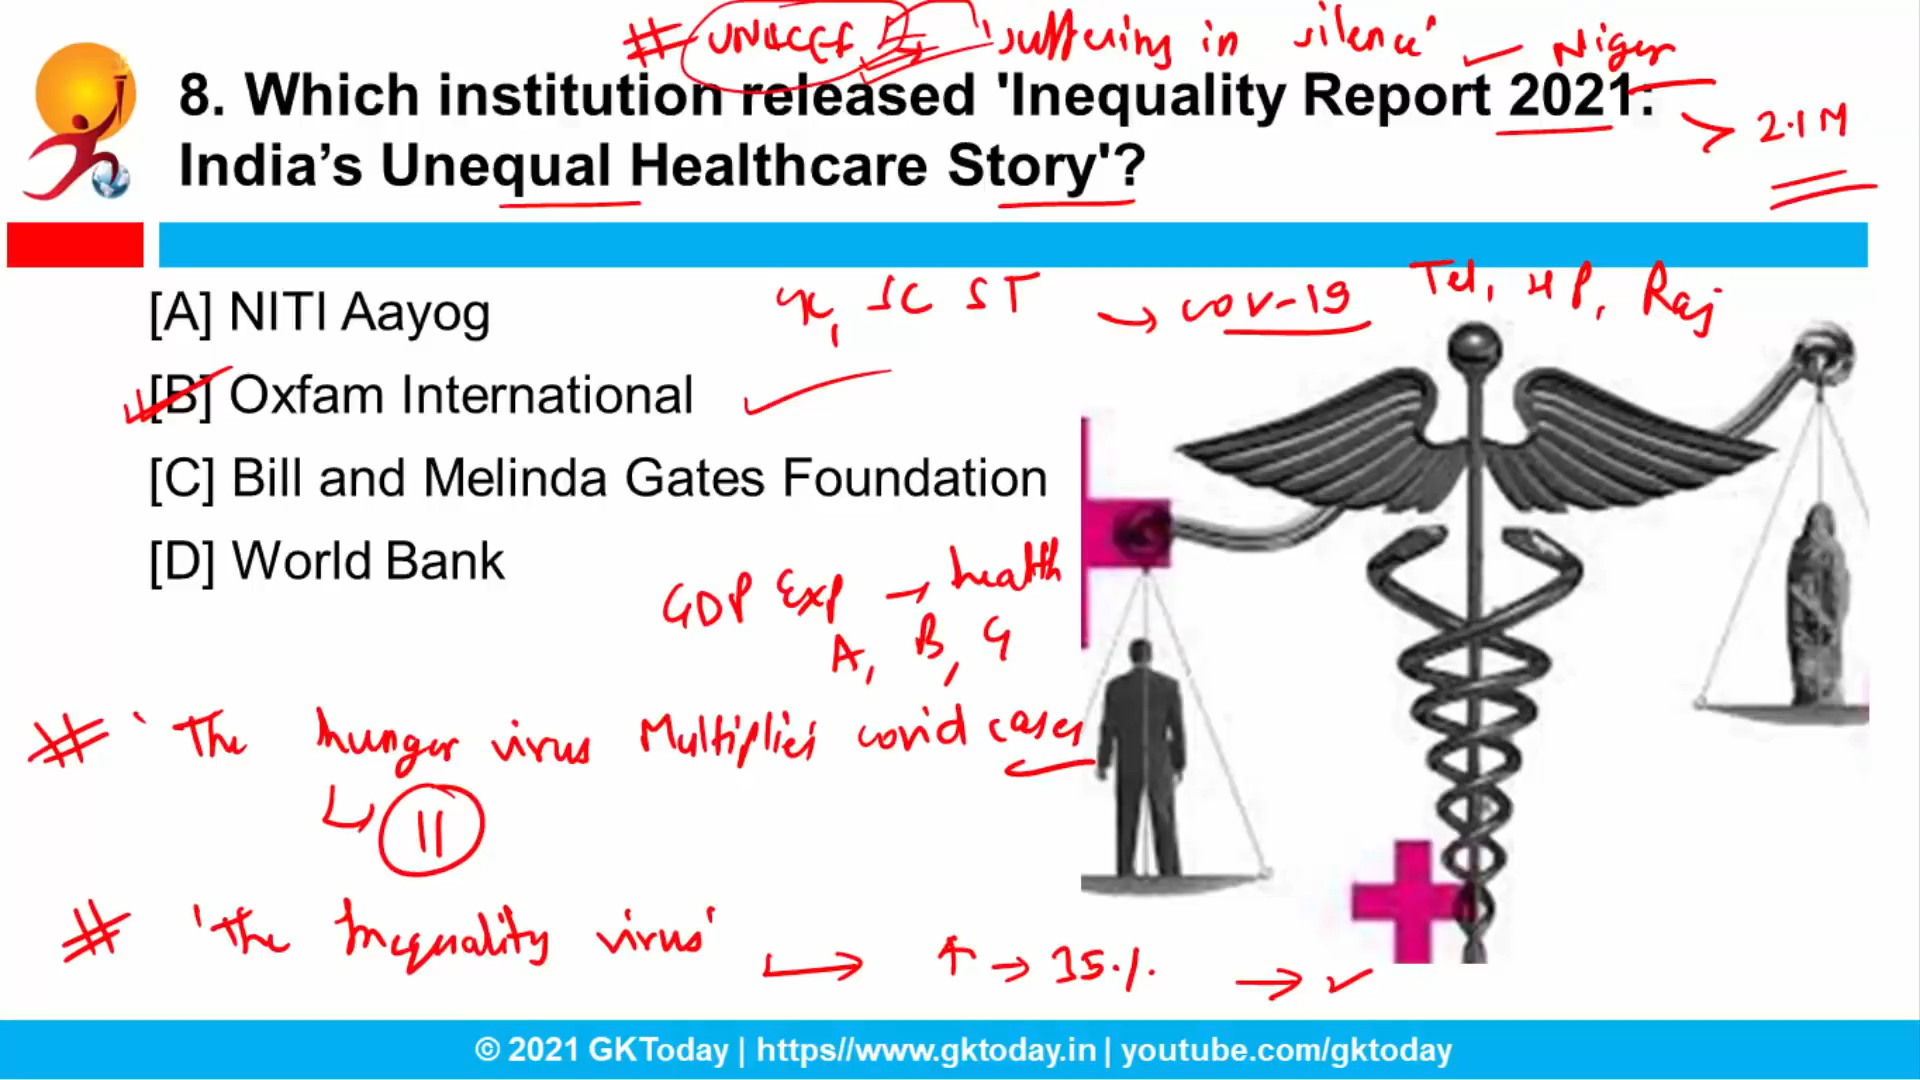 # UNICEF 'suffering in silence' Niger
8. Which institution released 'Inequality Report 2021:
> 2.1 M
India’s Unequal Healthcare Story'?
SC ST → COV-19 Tel, HP, Raj
[A] NITI Aayog
[B] Oxfam International
[C] Bill and Melinda Gates Foundation
[D] World Bank
GDP Exp → health
A, B, G
# 'The hunger virus Multiplies covid cases
11
# 'The Inequality virus' → ↑ → 35% →
© 2021 GKToday | https//www.gktoday.in | youtube.com/gktoday